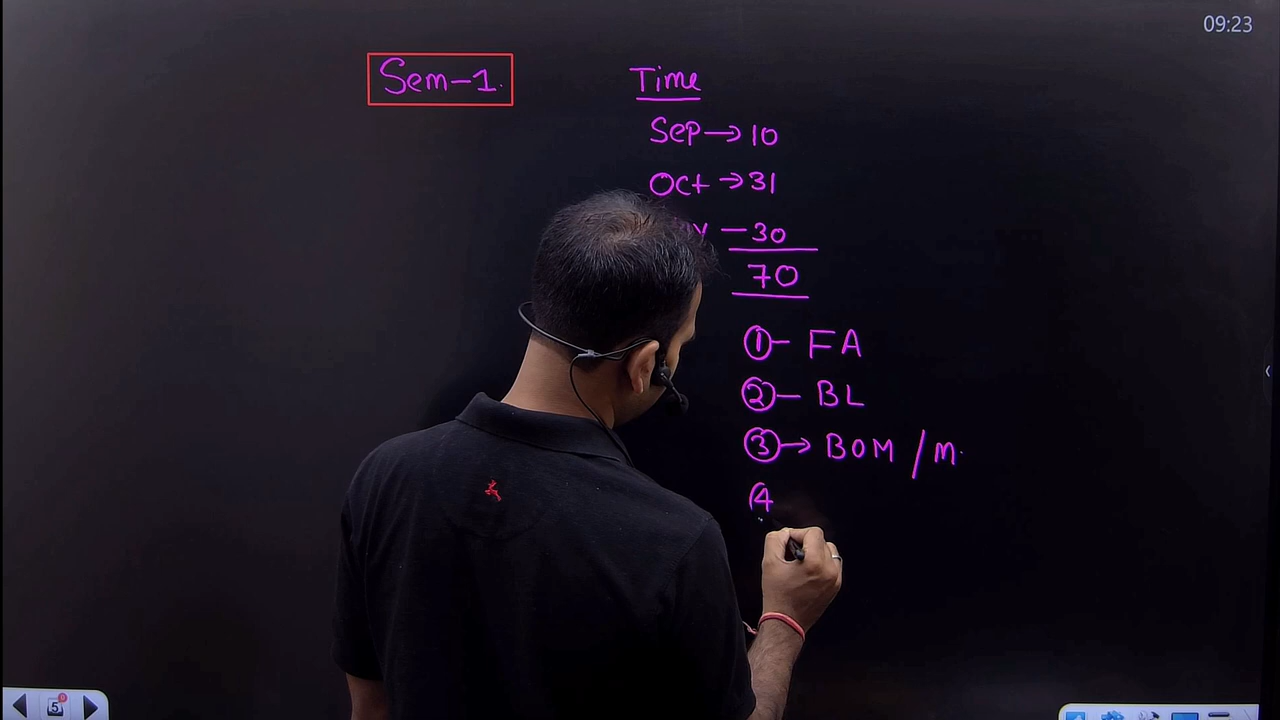 09:23
Sem-1.
Time
Sep → 10
Oct → 31
- 30
70
① - FA
② - BL
③ → BOM / M.
④
5